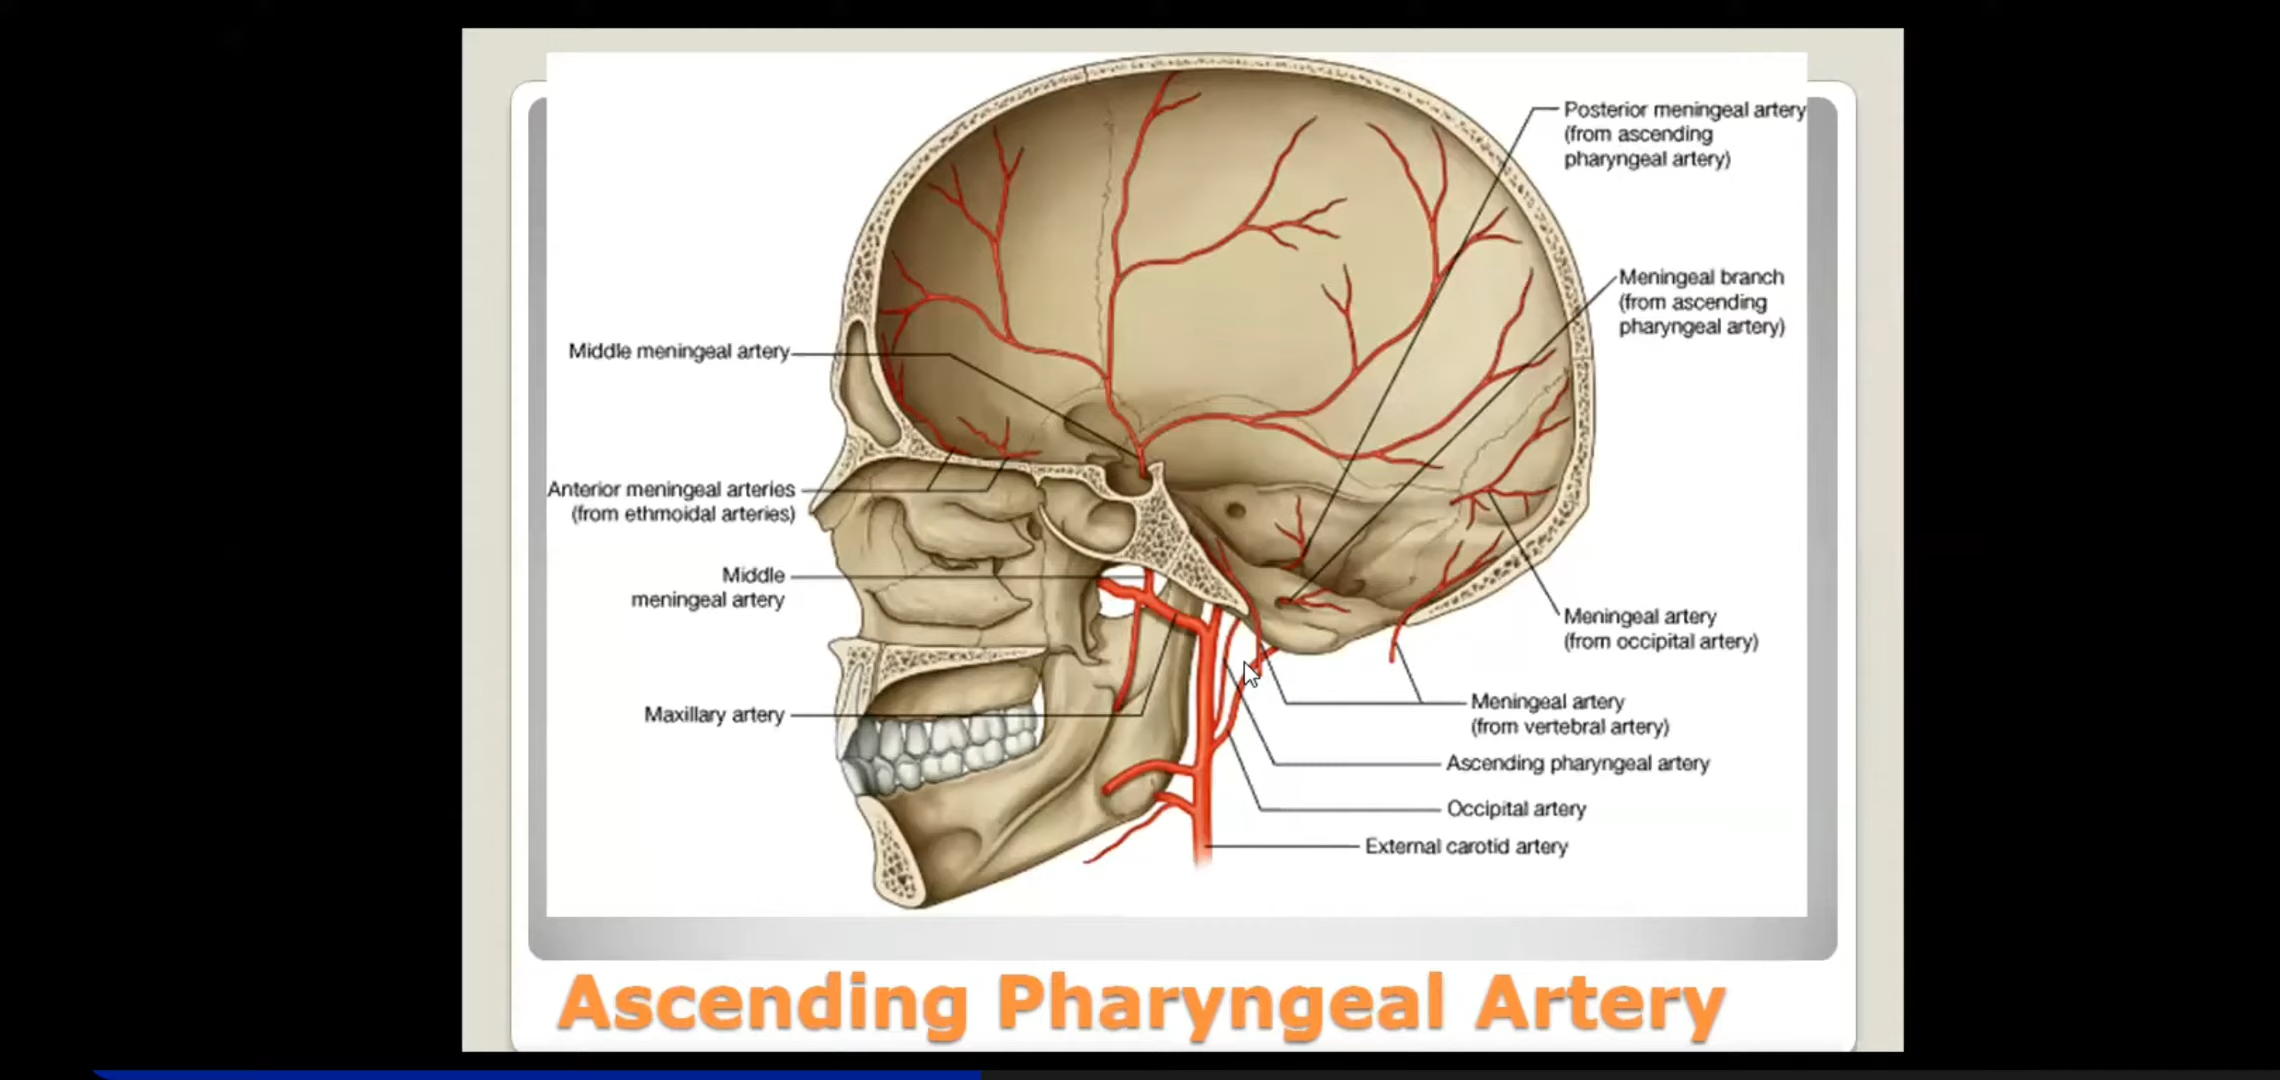 Posterior meningeal artery
(from ascending
pharyngeal artery)
Meningeal branch
(from ascending
pharyngeal artery)
Middle meningeal artery
Anterior meningeal arteries
(from ethmoidal arteries)
Middle
meningeal artery
Meningeal artery
(from occipital artery)
Maxillary artery
Meningeal artery
(from vertebral artery)
Ascending pharyngeal artery
Occipital artery
External carotid artery
Ascending Pharyngeal Artery